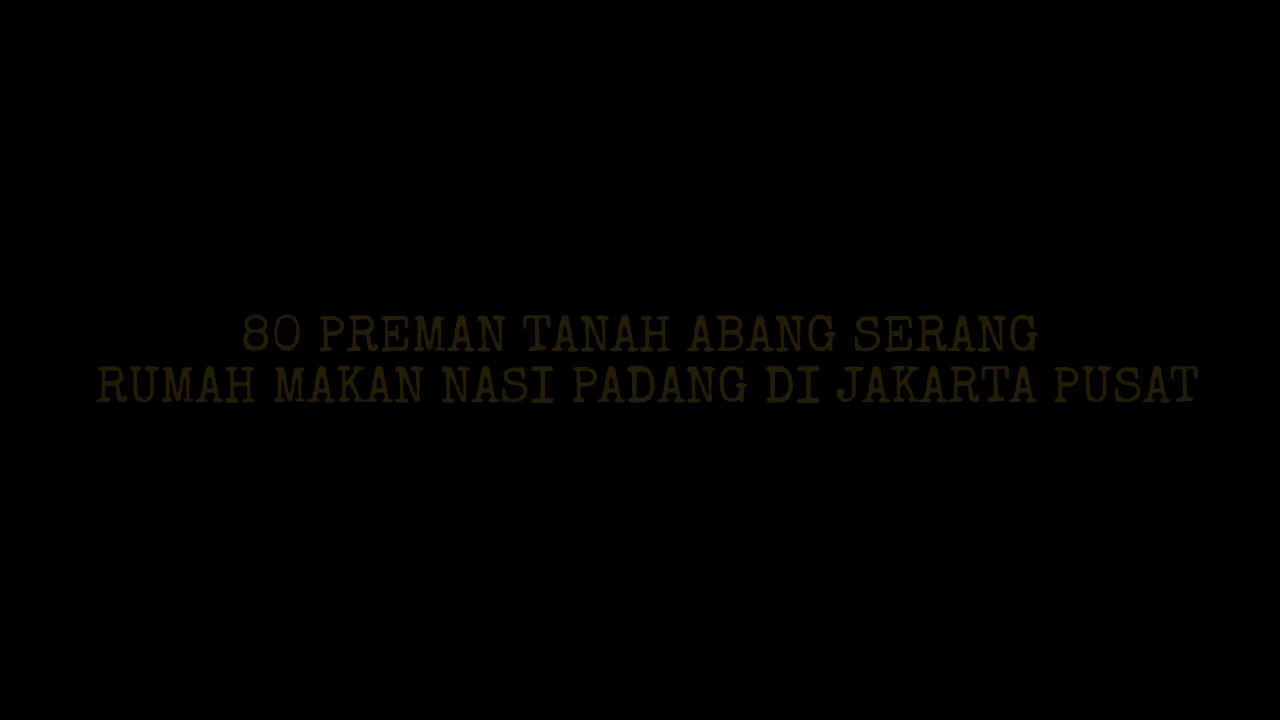 80 PREMAN TANAH ABANG SERANG
RUMAH MAKAN NASI PADANG DI JAKARTA PUSAT